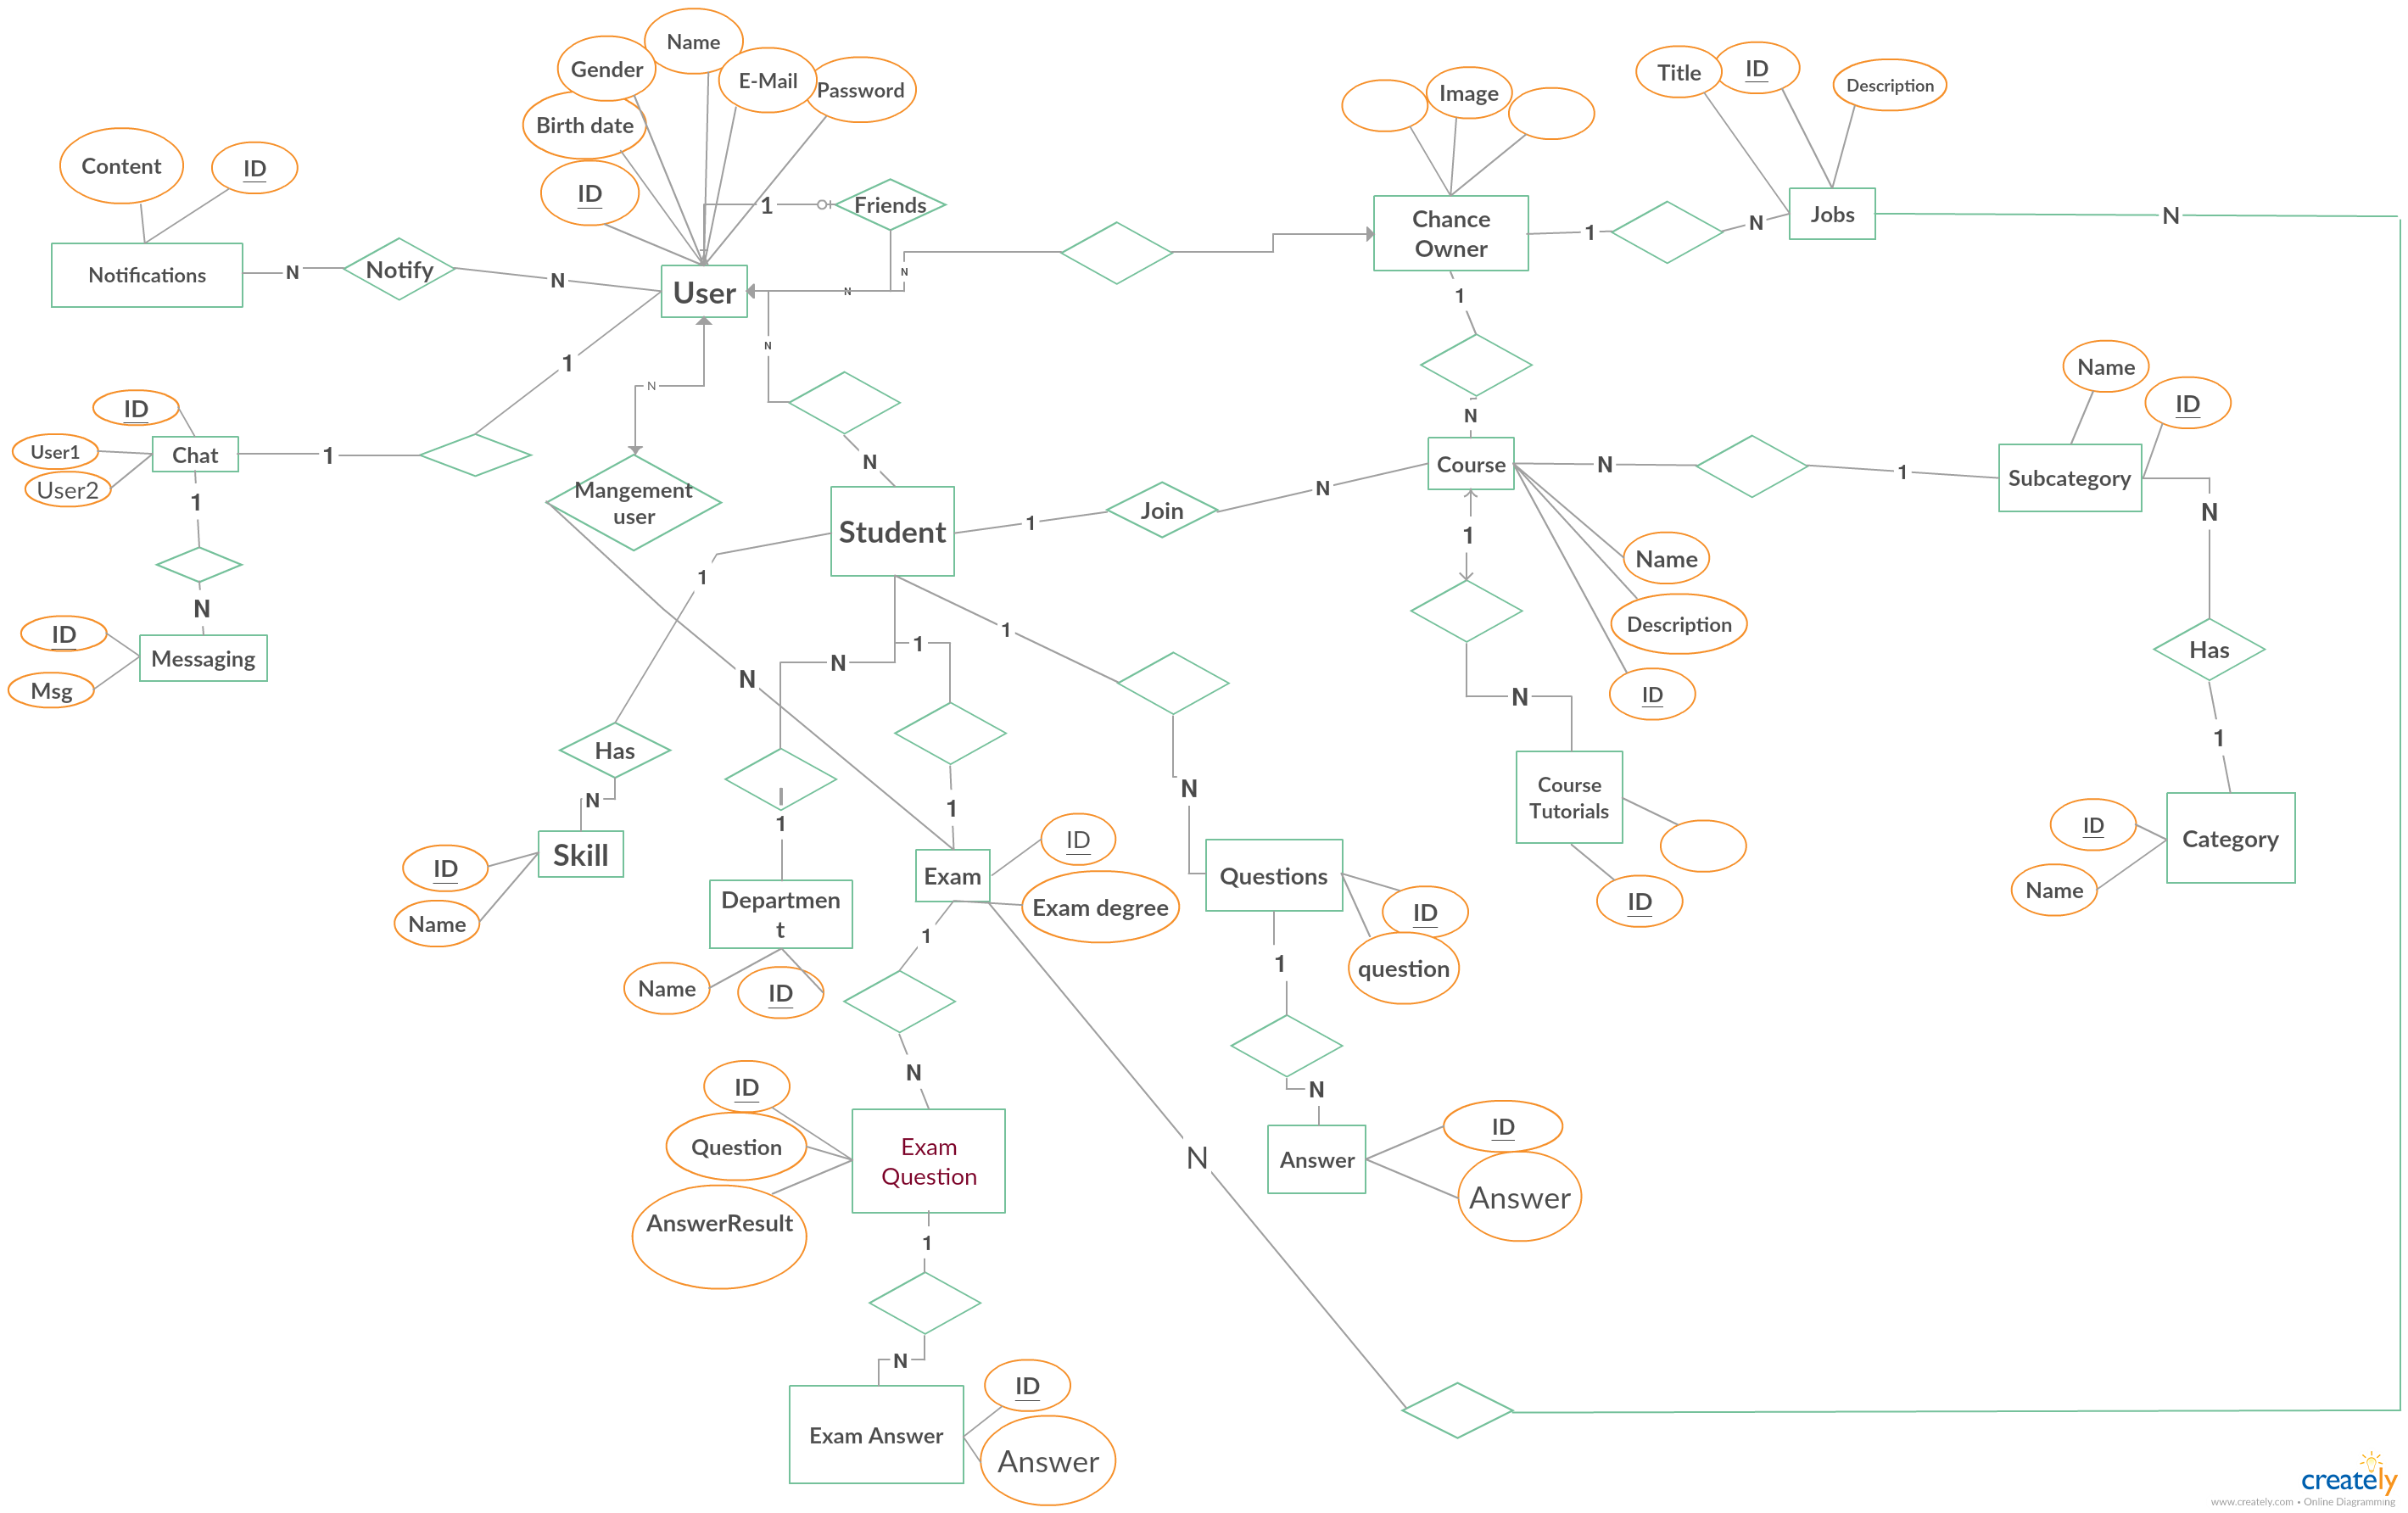 Name
Gender
E-Mail
Password
Birth date
ID
Content
ID
Notifications
N
Notify
N
User
1
Friends
N
N
N
Image
Chance
Owner
1
N
Title
ID
Description
Jobs
N
1
N
1
ID
User1
User2
Chat
1
1
N
Messaging
ID
Msg
N
Mangement
user
N
N
Student
1
Join
N
Course
N
1
Subcategory
Name
ID
N
Has
1
Category
ID
Name
Name
Description
ID
1
N
Course
Tutorials
ID
1
Has
N
Skill
ID
Name
N
1
Departmen
t
Name
ID
1
1
Exam
ID
Exam degree
1
N
Questions
ID
question
1
N
Answer
ID
Answer
1
N
Exam
Question
ID
Question
AnswerResult
1
N
Exam Answer
ID
Answer
N
creately
www.creately.com • Online Diagramming